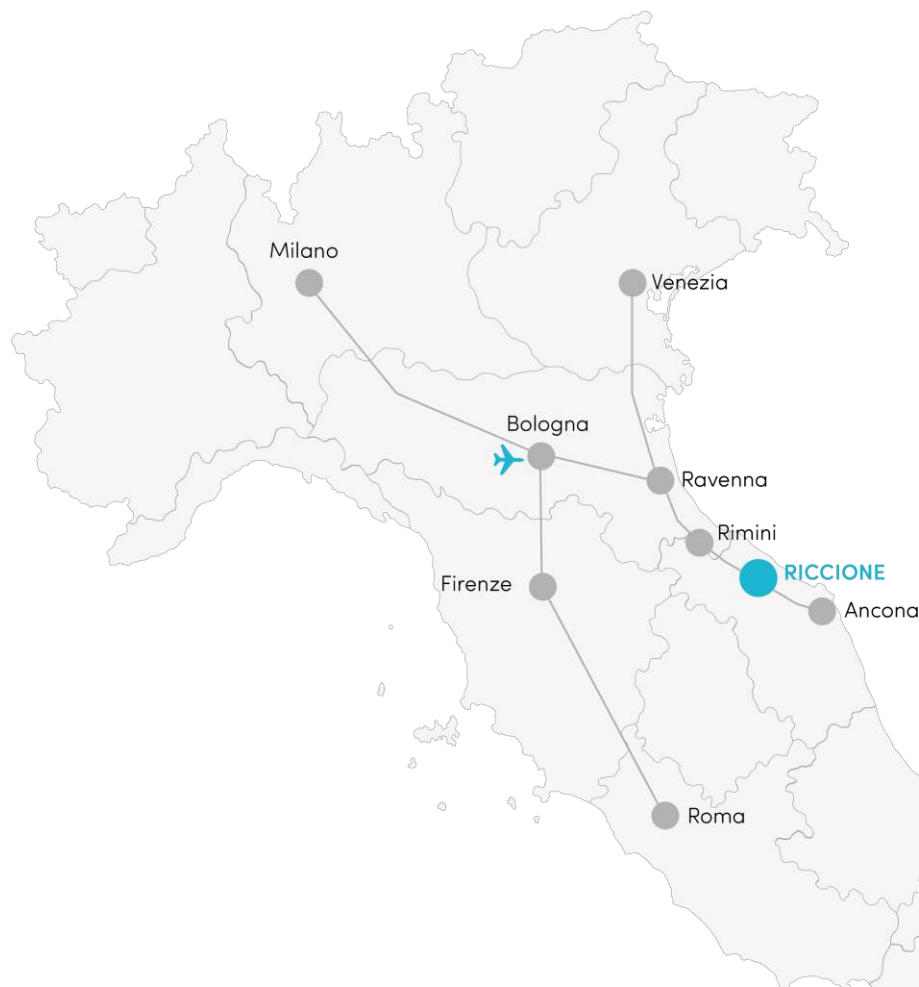 Milano
Venezia
Bologna
Ravenna
Rimini
RICCIONE
Firenze
Ancona
Roma